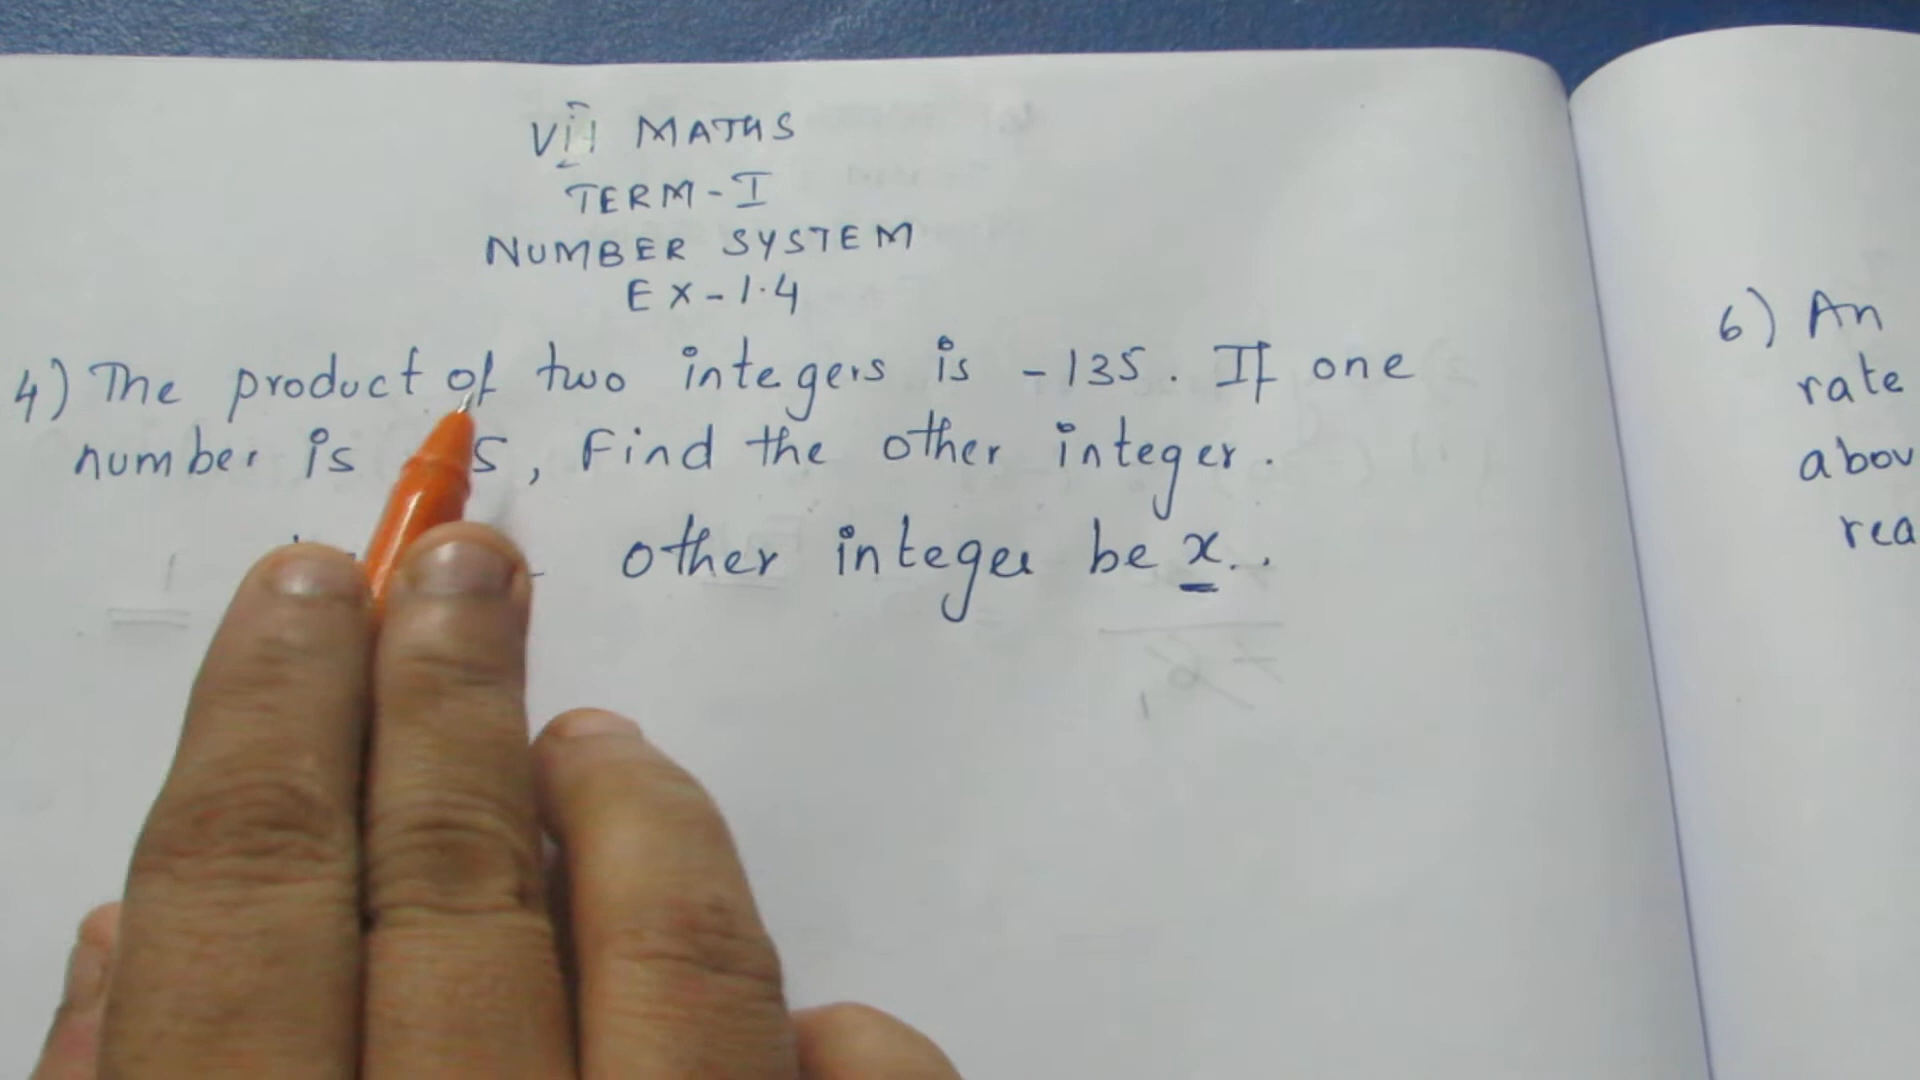 Vii MATHS
TERM-I
NUMBER SYSTEM
EX-1.4
4) The product of two integers is -135. If one
number is 5, Find the other integer.
other integer be x.
6) An
rate
abov
rea